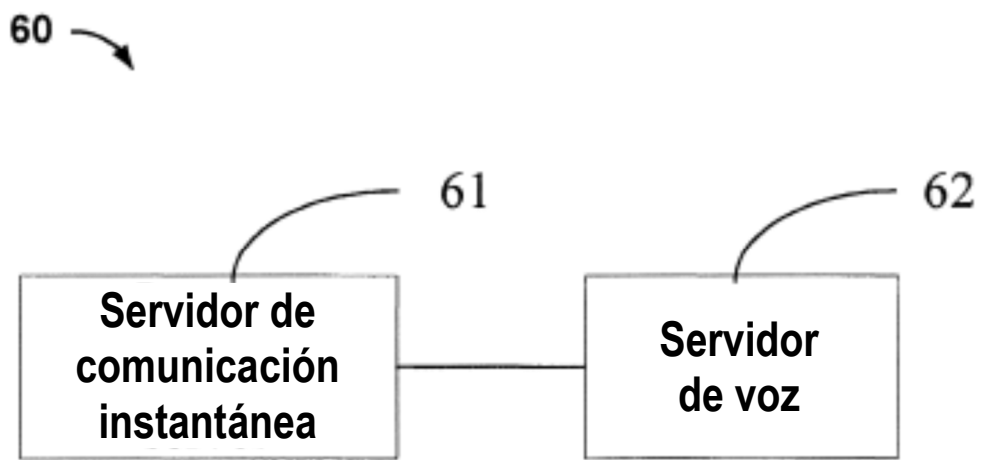 60
61
62
Servidor de
comunicación
instantánea
Servidor
de voz